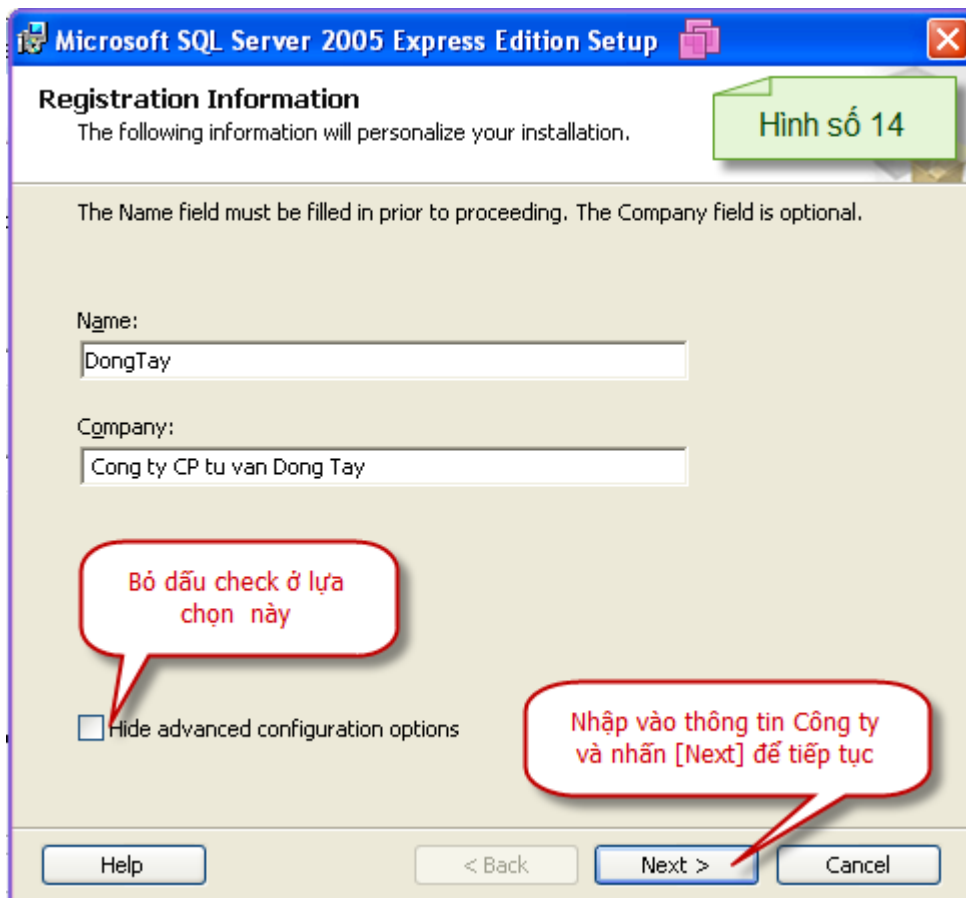 Microsoft SQL Server 2005 Express Edition Setup
Registration Information
The following information will personalize your installation.
Hình số 14
The Name field must be filled in prior to proceeding. The Company field is optional.
Name:
DongTay
Company:
Cong ty CP tu van Dong Tay
Bỏ dấu check ở lựa
chọn này
Hide advanced configuration options
Nhập vào thông tin Công ty
và nhấn [Next] để tiếp tục
Help
< Back
Next >
Cancel